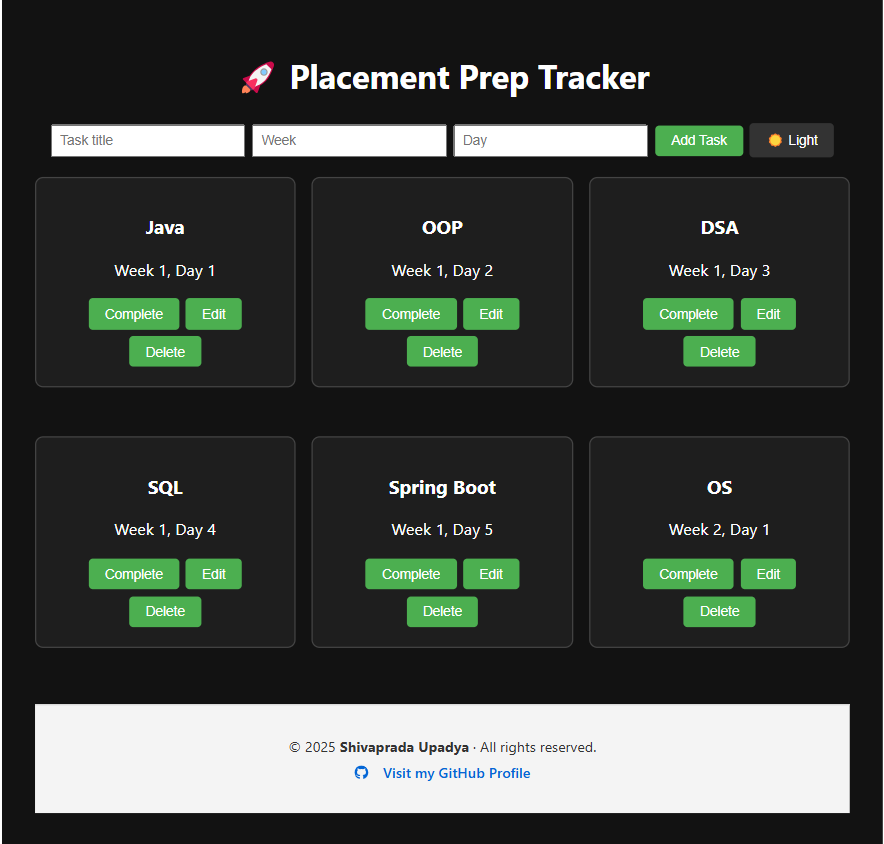 🚀 Placement Prep Tracker
Task title Week Day Add Task ☀️ Light
Java OOP DSA
Week 1, Day 1 Week 1, Day 2 Week 1, Day 3
Complete Edit Complete Edit Complete Edit
Delete Delete Delete
SQL Spring Boot OS
Week 1, Day 4 Week 1, Day 5 Week 2, Day 1
Complete Edit Complete Edit Complete Edit
Delete Delete Delete
© 2025 Shivaprada Upadya · All rights reserved.
Visit my GitHub Profile